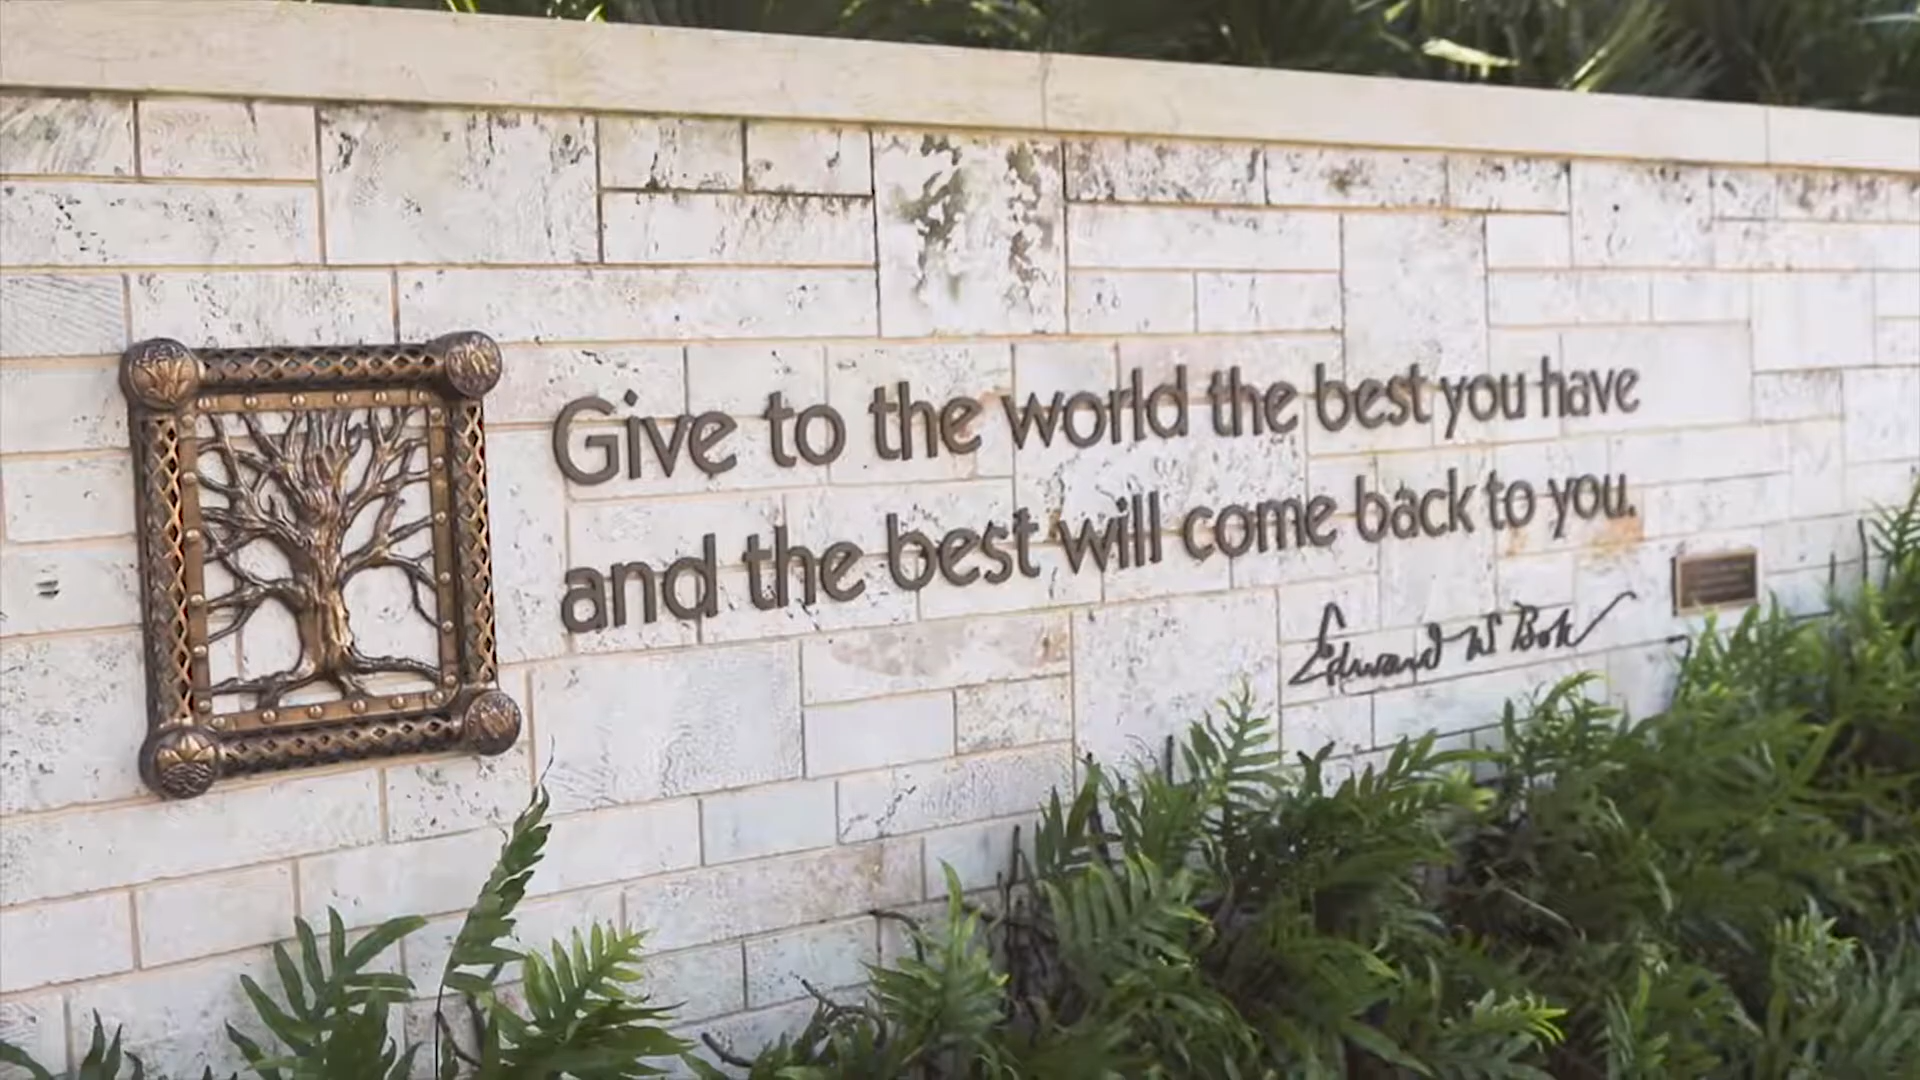 Give to the world the best you have
and the best will come back to you.
Edward W Bok